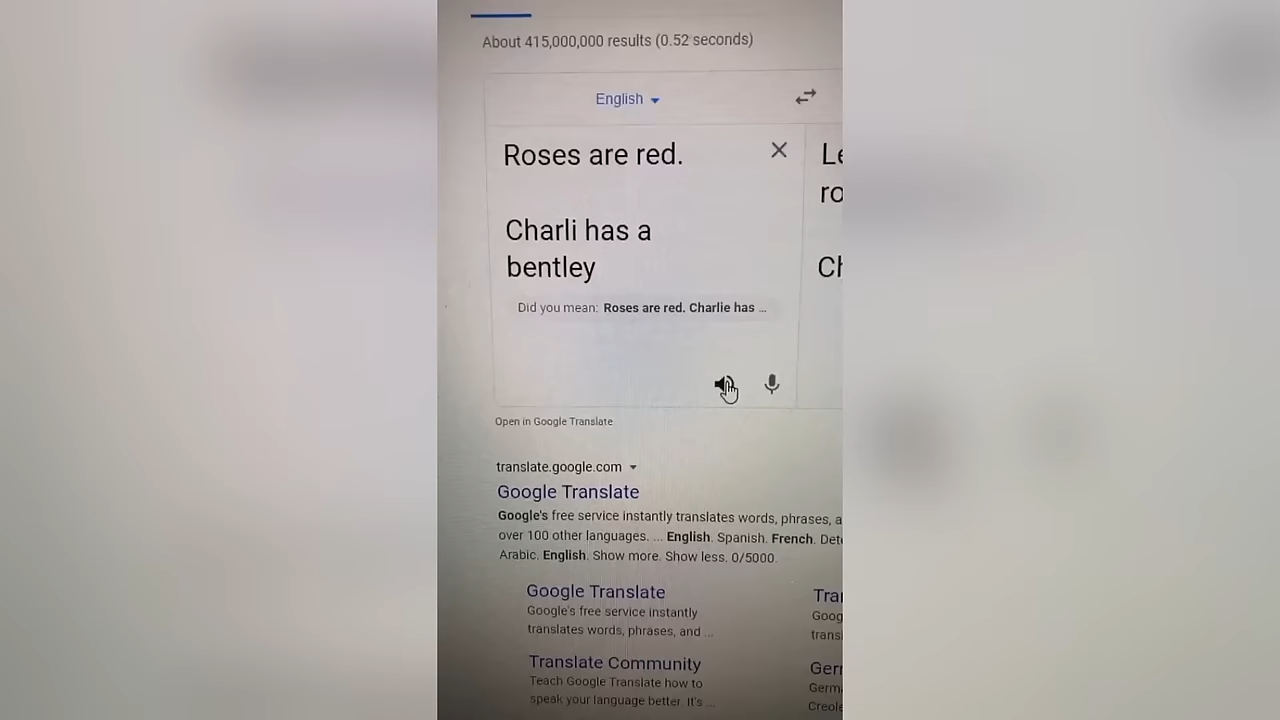 About 415,000,000 results (0.52 seconds)
English
Roses are red.
Charli has a
bentley
Did you mean: Roses are red. Charlie has ...
Open in Google Translate
translate.google.com
Google Translate
Google's free service instantly translates words, phrases, a
over 100 other languages. ... English. Spanish. French. Dete
Arabic. English. Show more. Show less. 0/5000.
Google Translate
Google's free service instantly
translates words, phrases, and ...
Translate Community
Teach Google Translate how to
speak your language better. It's ...